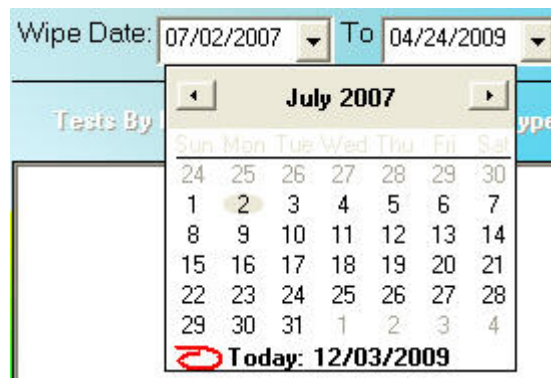 Wipe Date: 07/02/2007 To 04/24/2009
July 2007
Tests By
Sun Mon Tue Wed Thu Fri Sat
24 25 26 27 28 29 30
1 2 3 4 5 6 7
8 9 10 11 12 13 14
15 16 17 18 19 20 21
22 23 24 25 26 27 28
29 30 31 1 2 3 4
Today: 12/03/2009